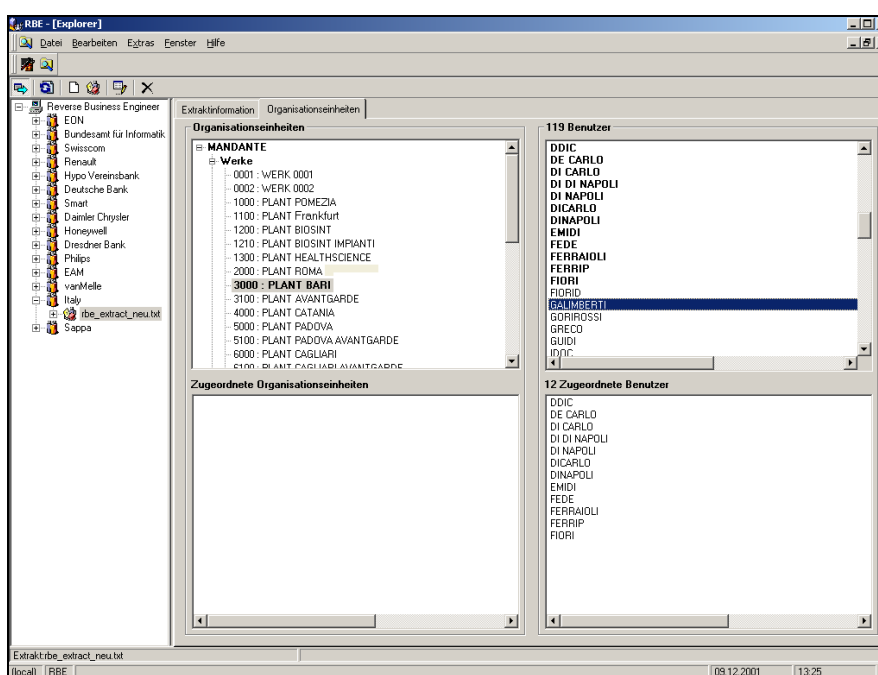 RBE - [Explorer]
Datei Bearbeiten Extras Fenster Hilfe
Reverse Business Engineer
EON
Bundesamt für Informatik
Swisscom
Renault
Hypo Vereinsbank
Deutsche Bank
Smart
Daimler Chrysler
Honeywell
Dresdner Bank
Philips
EAM
vanMelle
Italy
rbe_extract_neu.txt
Sappa
Extraktinformation Organisationseinheiten
Organisationseinheiten
MANDANTE
Werke
0001 : WERK 0001
0002 : WERK 0002
1000 : PLANT POMEZIA
1100 : PLANT Frankfurt
1200 : PLANT BIOSINT
1210 : PLANT BIOSINT IMPIANTI
1300 : PLANT HEALTHSCIENCE
2000 : PLANT ROMA
3000 : PLANT BARI
3100 : PLANT AVANTGARDE
4000 : PLANT CATANIA
5000 : PLANT PADOVA
5100 : PLANT PADOVA AVANTGARDE
6000 : PLANT CAGLIARI
6100 : PLANT CAGLIARI AVANTGARDE
119 Benutzer
DDIC
DE CARLO
DI CARLO
DI DI NAPOLI
DI NAPOLI
DICARLO
DINAPOLI
EMIDI
FEDE
FERRAIOLI
FERRIP
FIORI
FIORID
GALIMBERTI
GORIROSSI
GRECO
GUIDI
IDOC
Zugeordnete Organisationseinheiten
12 Zugeordnete Benutzer
DDIC
DE CARLO
DI CARLO
DI DI NAPOLI
DI NAPOLI
DICARLO
DINAPOLI
EMIDI
FEDE
FERRAIOLI
FERRIP
FIORI
Extrakt:rbe_extract_neu.txt
(local) RBE 09.12.2001 13:25